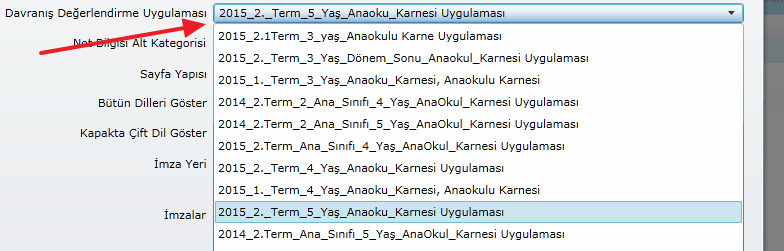 Davranış Değerlendirme Uygulaması 2015_2._Term_5_Yaş_Anaoku_Karnesi Uygulaması
Not Bilgisi Alt Kategorisi 2015_2.1Term_3_yaş_Anaokulu Karne Uygulaması
2015_2._Term_3_Yaş_Dönem_Sonu_Anaokul_Karnesi Uygulaması
Sayfa Yapısı 2015_1._Term_3_Yaş_Anaoku_Karnesi, Anaokulu Karnesi
Bütün Dilleri Göster 2014_2.Term_2_Ana_Sınıfı_4_Yaş_AnaOkul_Karnesi Uygulaması
2014_2.Term_2_Ana_Sınıfı_5_Yaş_AnaOkul_Karnesi Uygulaması
Kapakta Çift Dil Göster 2015_2.Term_Ana_Sınıfı_4_Yaş_AnaOkul_Karnesi Uygulaması
İmza Yeri 2015_2._Term_4_Yaş_Anaoku_Karnesi Uygulaması
2015_1._Term_4_Yaş_Anaoku_Karnesi, Anaokulu Karnesi
İmzalar 2015_2._Term_5_Yaş_Anaoku_Karnesi Uygulaması
2014_2.Term_Ana_Sınıfı_5_Yaş_AnaOkul_Karnesi Uygulaması